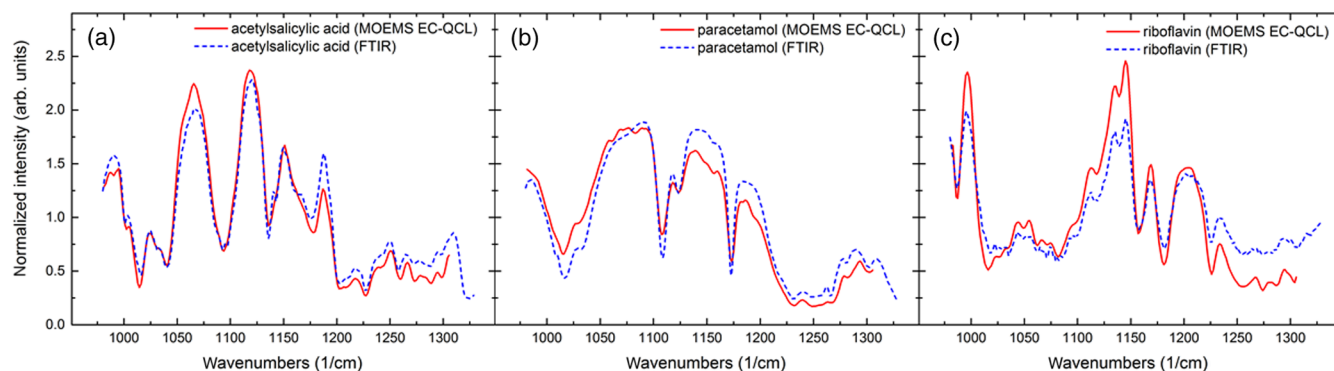 Normalized intensity (arb. units)
2.5
2.0
1.5
1.0
0.5
0.0
(a)
acetylsalicylic acid (MOEMS EC-QCL)
acetylsalicylic acid (FTIR)
1000 1050 1100 1150 1200 1250 1300
Wavenumbers (1/cm)
(b)
paracetamol (MOEMS EC-QCL)
paracetamol (FTIR)
1000 1050 1100 1150 1200 1250 1300
Wavenumbers (1/cm)
(c)
riboflavin (MOEMS EC-QCL)
riboflavin (FTIR)
1000 1050 1100 1150 1200 1250 1300
Wavenumbers (1/cm)